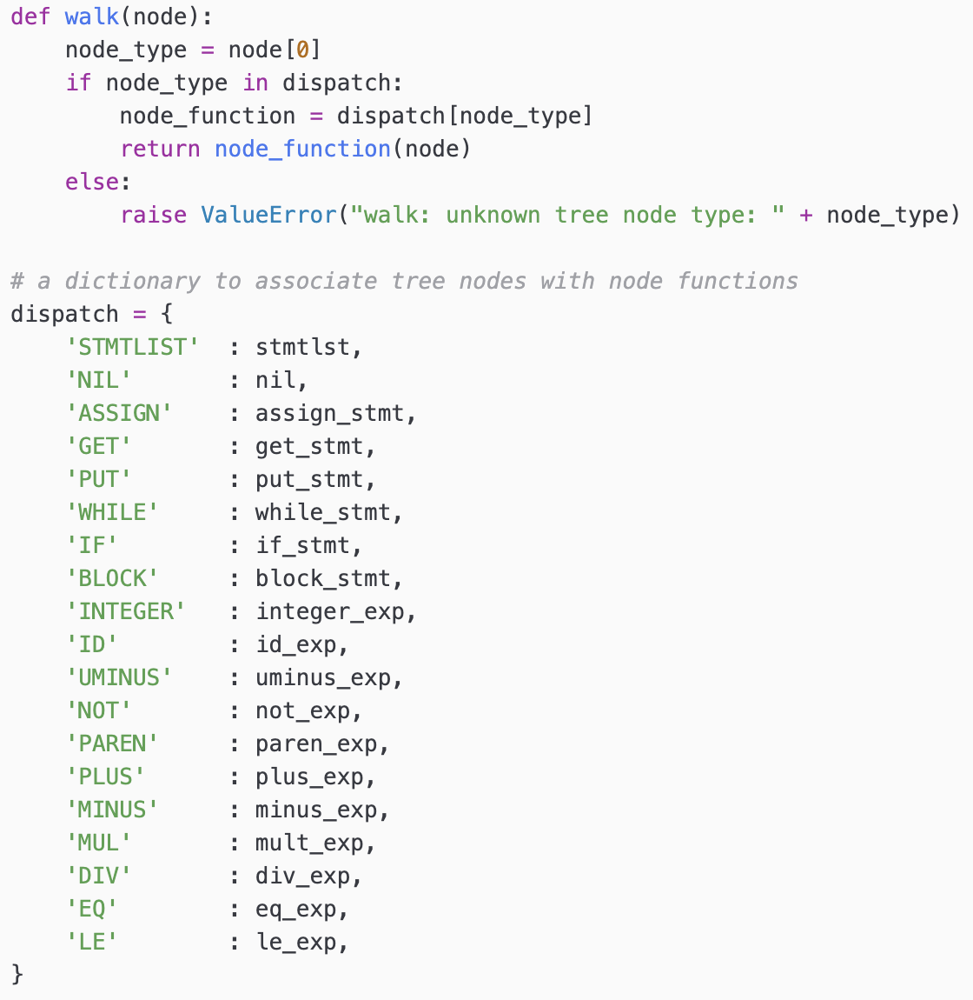 def walk(node):
    node_type = node[0]
    if node_type in dispatch:
        node_function = dispatch[node_type]
        return node_function(node)
    else:
        raise ValueError("walk: unknown tree node type: " + node_type)

# a dictionary to associate tree nodes with node functions
dispatch = {
    'STMTLIST'  : stmtlst,
    'NIL'       : nil,
    'ASSIGN'    : assign_stmt,
    'GET'       : get_stmt,
    'PUT'       : put_stmt,
    'WHILE'     : while_stmt,
    'IF'        : if_stmt,
    'BLOCK'     : block_stmt,
    'INTEGER'   : integer_exp,
    'ID'        : id_exp,
    'UMINUS'    : uminus_exp,
    'NOT'       : not_exp,
    'PAREN'     : paren_exp,
    'PLUS'      : plus_exp,
    'MINUS'     : minus_exp,
    'MUL'       : mult_exp,
    'DIV'       : div_exp,
    'EQ'        : eq_exp,
    'LE'        : le_exp,
}